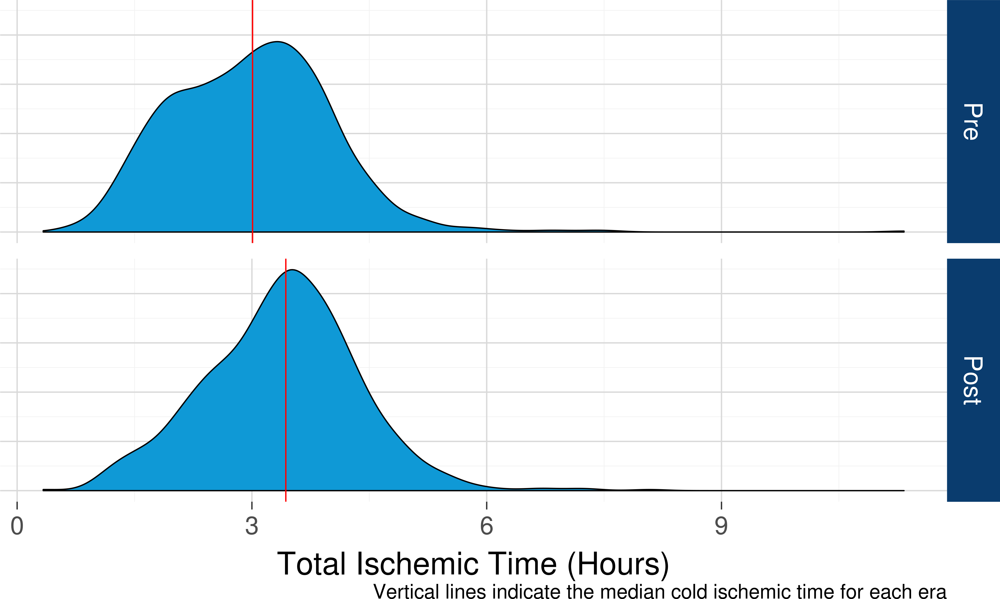 Pre
Post
0 3 6 9
Total Ischemic Time (Hours)
Vertical lines indicate the median cold ischemic time for each era